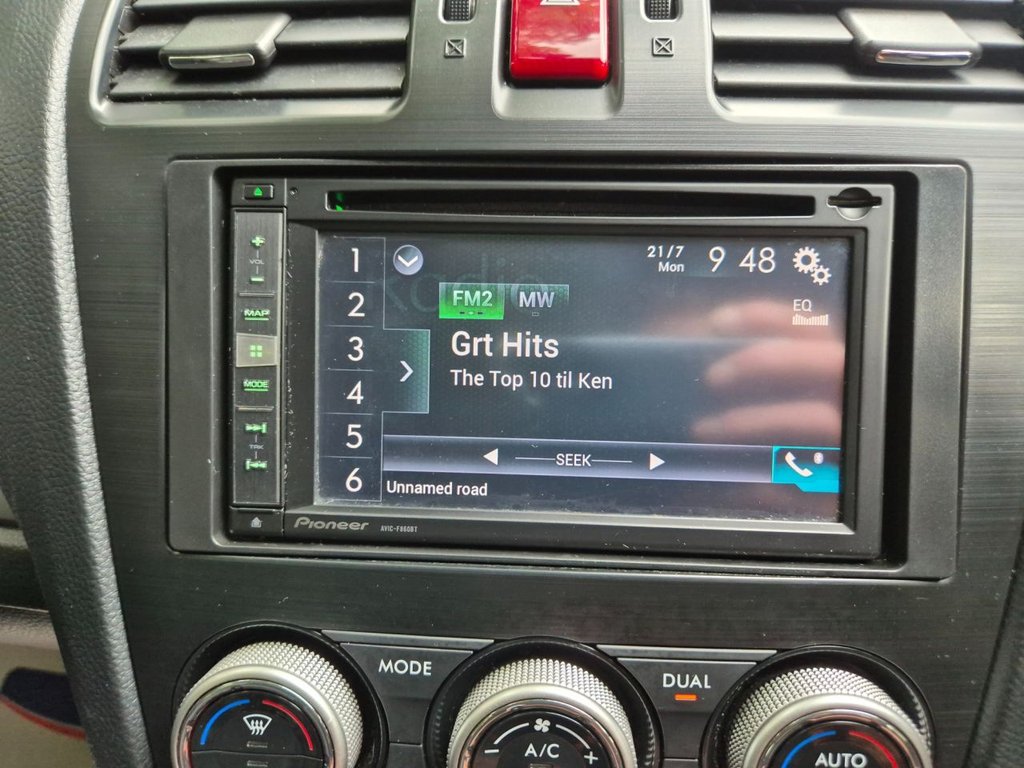 1
2
3
4
5
6
21/7
Mon
9 48
Radio
FM2 MW
EQ
Grt Hits
The Top 10 til Ken
SEEK
Unnamed road
+
VOL
-
MAP
MODE
TRK
Pioneer
AVIC-F860BT
MODE
DUAL
- A/C +
AUTO